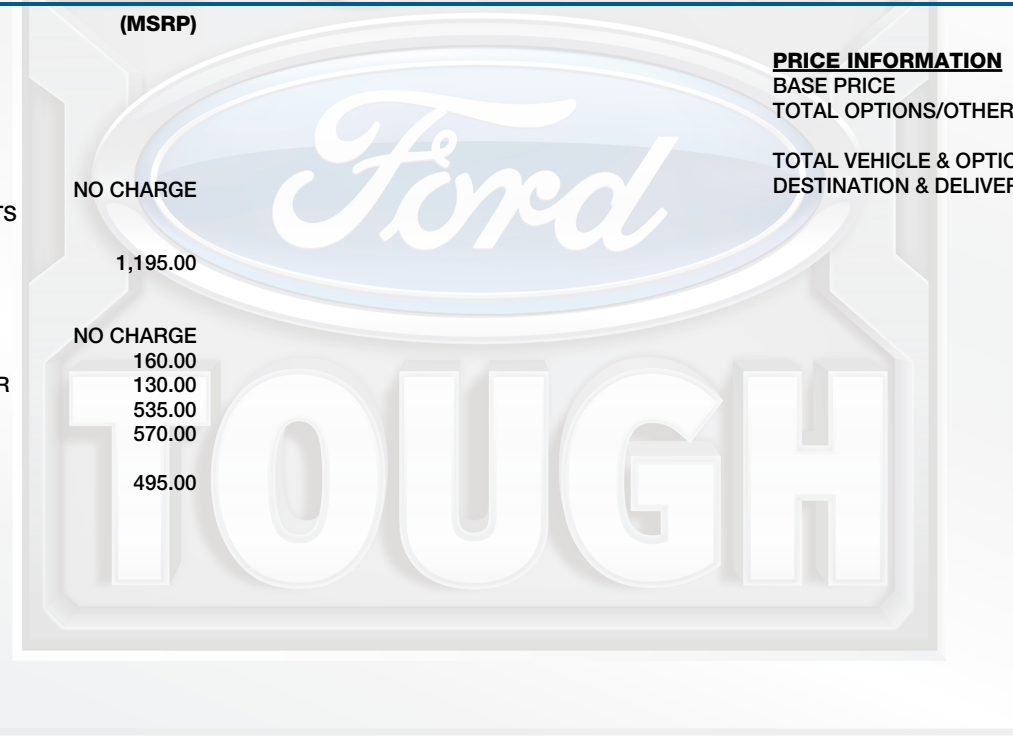 (MSRP)
NO CHARGE
TS
1,195.00
NO CHARGE
160.00
R 130.00
535.00
570.00
495.00
PRICE INFORMATION
BASE PRICE
TOTAL OPTIONS/OTHER
TOTAL VEHICLE & OPTIO
DESTINATION & DELIVER
Ford
TOUGH